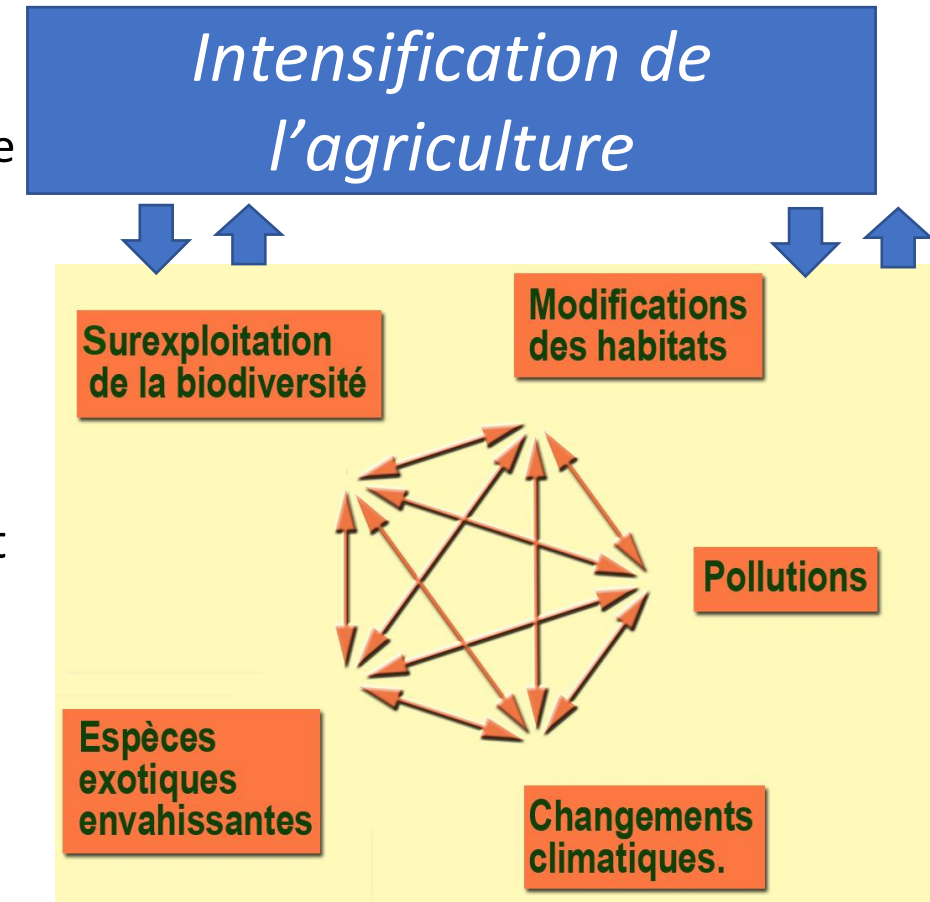 Intensification de
l’agriculture
e
Surexploitation
de la biodiversité
Modifications
des habitats
t
Pollutions
Espèces
exotiques
envahissantes
Changements
climatiques.